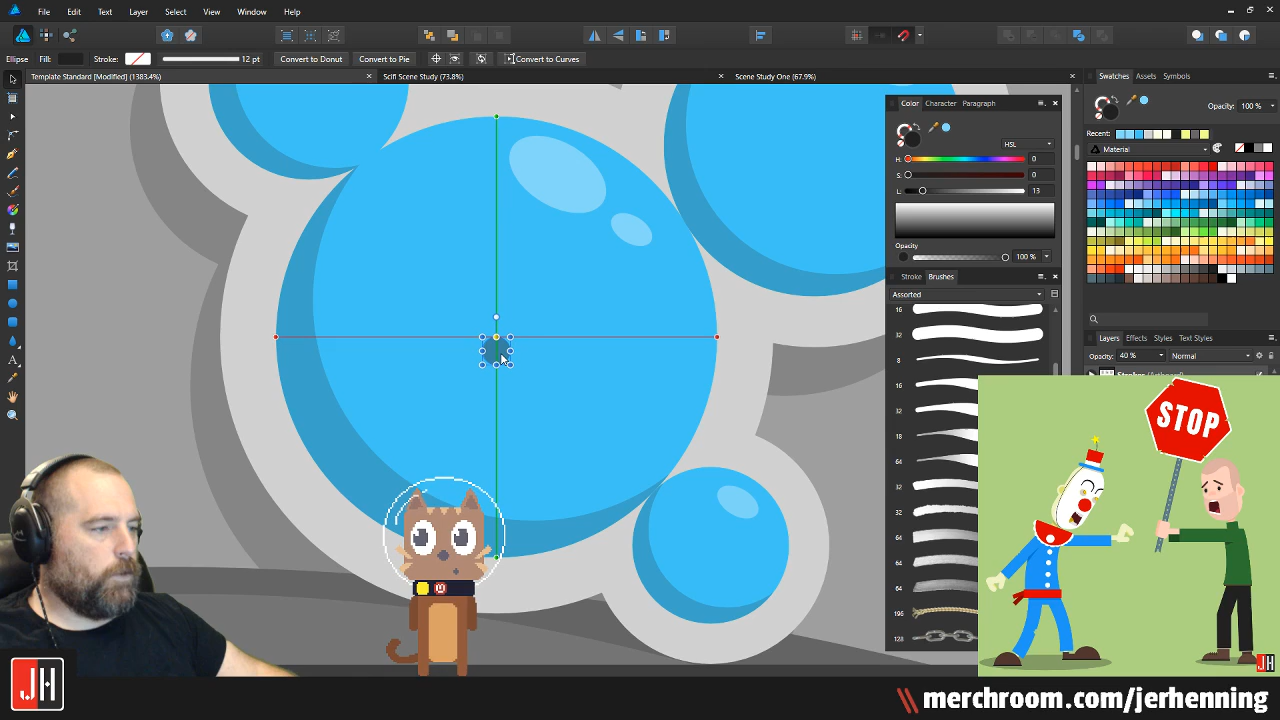 File Edit Text Layer Select View Window Help
Ellipse Fill: Stroke: 12 pt Convert to Donut Convert to Pie Convert to Curves
Template Standard [Modified] (1383.4%) × Scifi Scene Study (73.8%) × Scene Study One (67.9%) ×
Swatches Assets Symbols
Opacity: 100 %
Recent:
Material
Color Character Paragraph
HSL
H: 0
S: 0
L: 13
Opacity
100 %
Stroke Brushes
Assorted
16
32
8
16
32
18
64
32
32
64
64
64
196
128
Layers Effects Styles Text Styles
Opacity: 40 % Normal
STOP
JH
M
JH
\\ merchroom.com/jerhenning